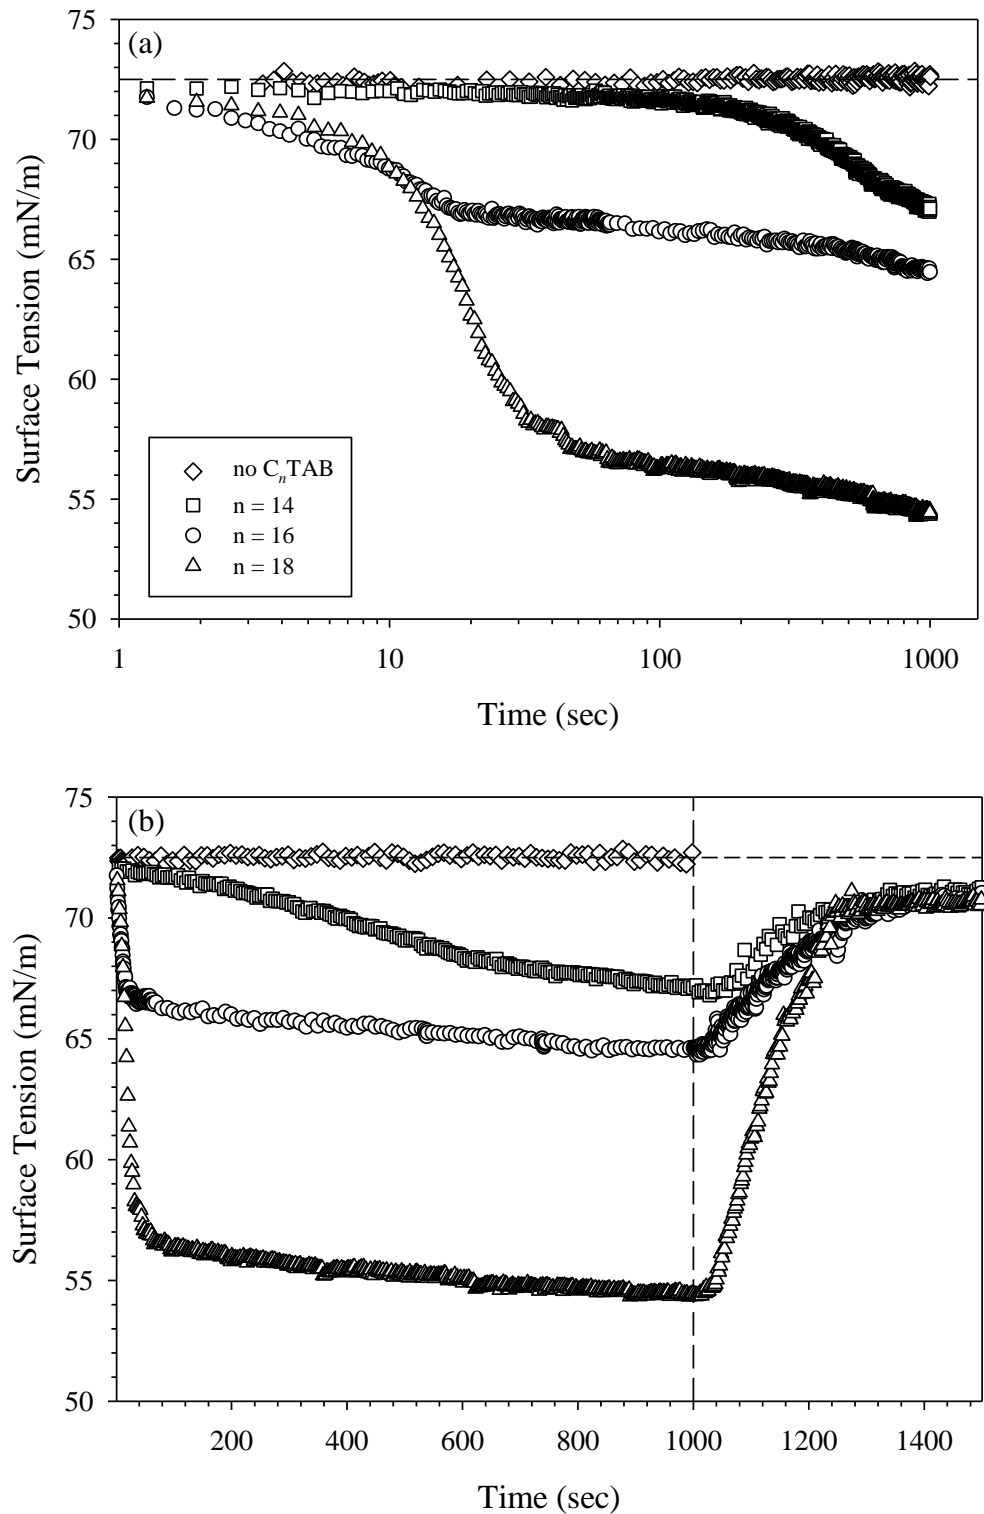 75
(a)
70
65
60
55
50
Surface Tension (mN/m)
no CnTAB
n = 14
n = 16
n = 18
1 10 100 1000
Time (sec)
75
(b)
70
65
60
55
50
Surface Tension (mN/m)
200 400 600 800 1000 1200 1400
Time (sec)